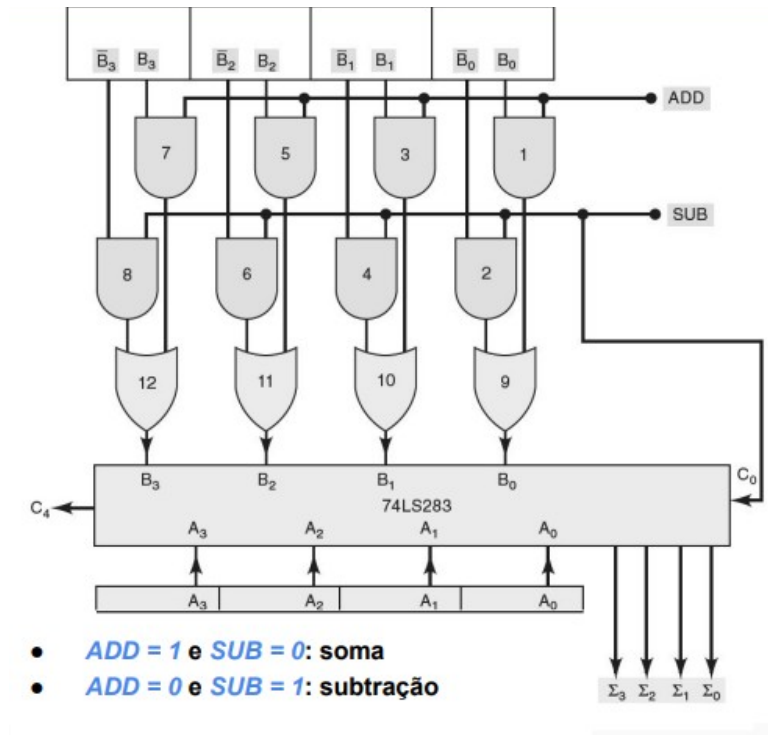 B̅₃ B₃ B̅₂ B₂ B̅₁ B₁ B̅₀ B₀
ADD
7 5 3 1
SUB
8 6 4 2
12 11 10 9
B₃ B₂ B₁ B₀ C₀
C₄ 74LS283
A₃ A₂ A₁ A₀
A₃ A₂ A₁ A₀
● ADD = 1 e SUB = 0: soma
● ADD = 0 e SUB = 1: subtração
Σ₃ Σ₂ Σ₁ Σ₀